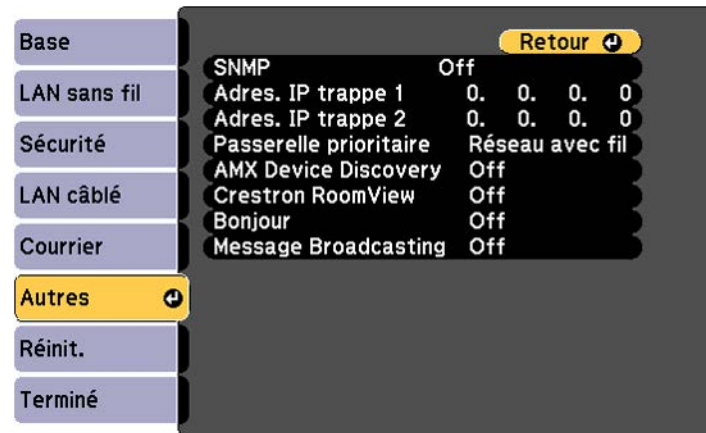 Base
LAN sans fil
Sécurité
LAN câblé
Courrier
Autres
Réinit.
Terminé
Retour
SNMP Off
Adres. IP trappe 1 0. 0. 0. 0
Adres. IP trappe 2 0. 0. 0. 0
Passerelle prioritaire Réseau avec fil
AMX Device Discovery Off
Crestron RoomView Off
Bonjour Off
Message Broadcasting Off